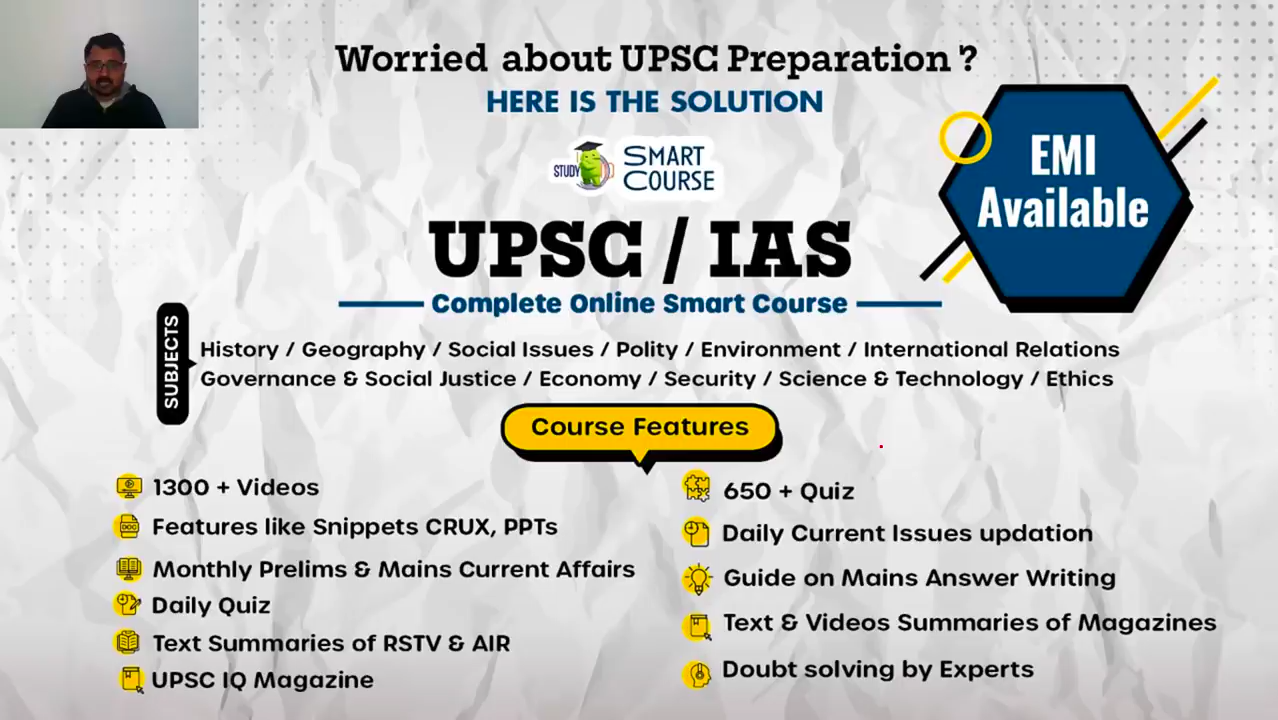 Worried about UPSC Preparation ?
HERE IS THE SOLUTION
STUDY
SMART
COURSE
EMI
Available
UPSC / IAS
Complete Online Smart Course
SUBJECTS
History / Geography / Social Issues / Polity / Environment / International Relations
Governance & Social Justice / Economy / Security / Science & Technology / Ethics
Course Features
1300 + Videos
Features like Snippets CRUX, PPTs
DOC
Monthly Prelims & Mains Current Affairs
Daily Quiz
Text Summaries of RSTV & AIR
UPSC IQ Magazine
650 + Quiz
Daily Current Issues updation
Guide on Mains Answer Writing
Text & Videos Summaries of Magazines
Doubt solving by Experts